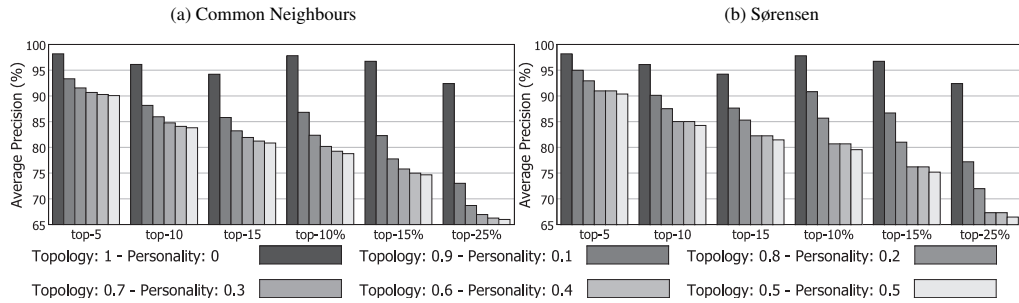 (a) Common Neighbours
(b) Sørensen
Average Precision (%)
100
95
90
85
80
75
70
65
top-5 top-10 top-15 top-10% top-15% top-25%
Average Precision (%)
100
95
90
85
80
75
70
65
top-5 top-10 top-15 top-10% top-15% top-25%
Topology: 1 - Personality: 0
Topology: 0.9 - Personality: 0.1
Topology: 0.8 - Personality: 0.2
Topology: 0.7 - Personality: 0.3
Topology: 0.6 - Personality: 0.4
Topology: 0.5 - Personality: 0.5